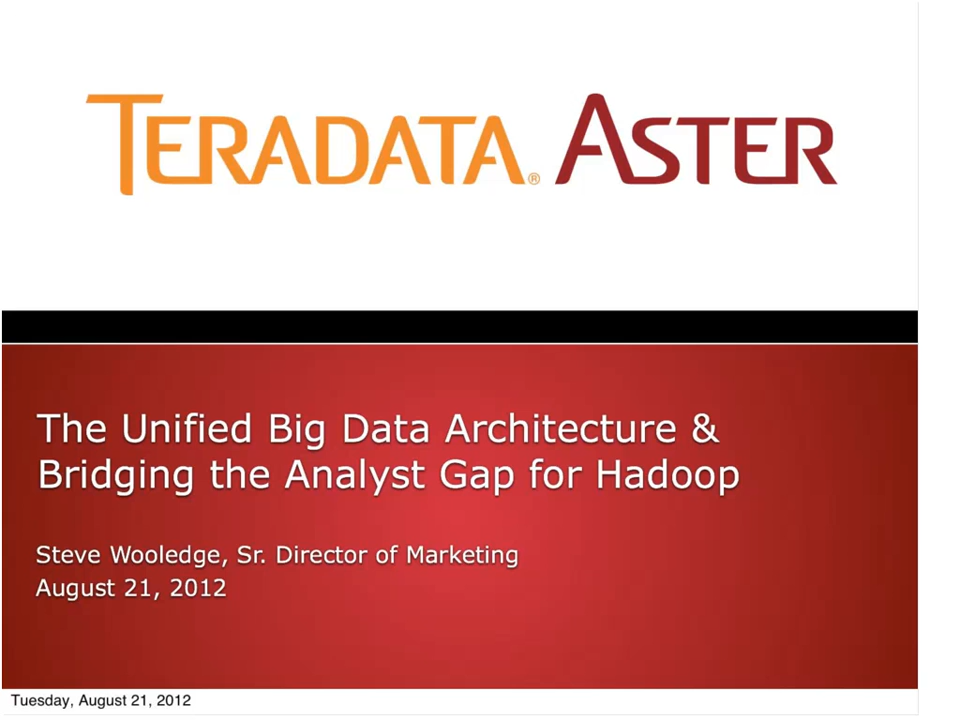 TERADATA® ASTER
The Unified Big Data Architecture &
Bridging the Analyst Gap for Hadoop
Steve Wooledge, Sr. Director of Marketing
August 21, 2012
Tuesday, August 21, 2012